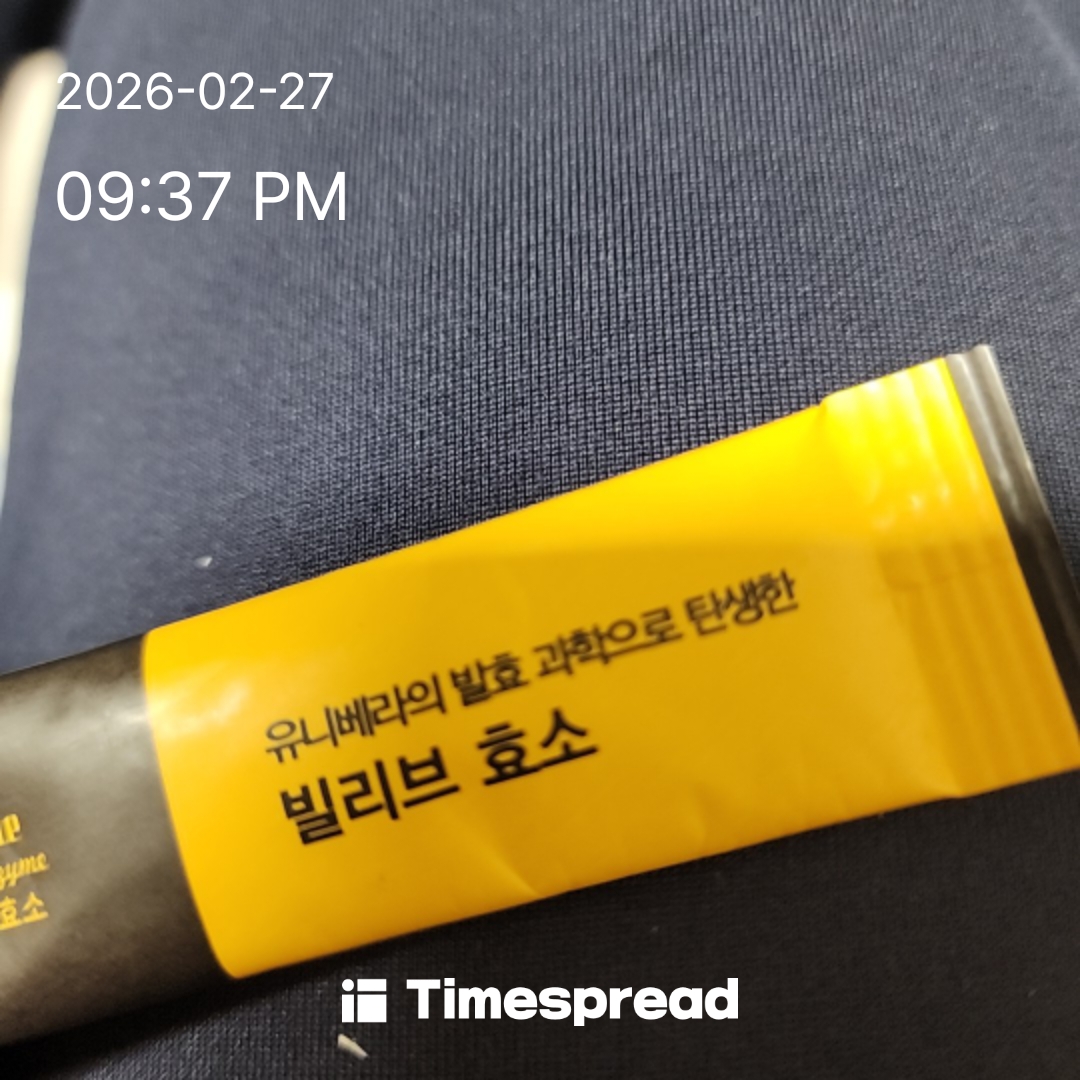 2026-02-27
09:37 PM
유니베라의 발효 과학으로 탄생한
빌리브 효소
효소
Timespread